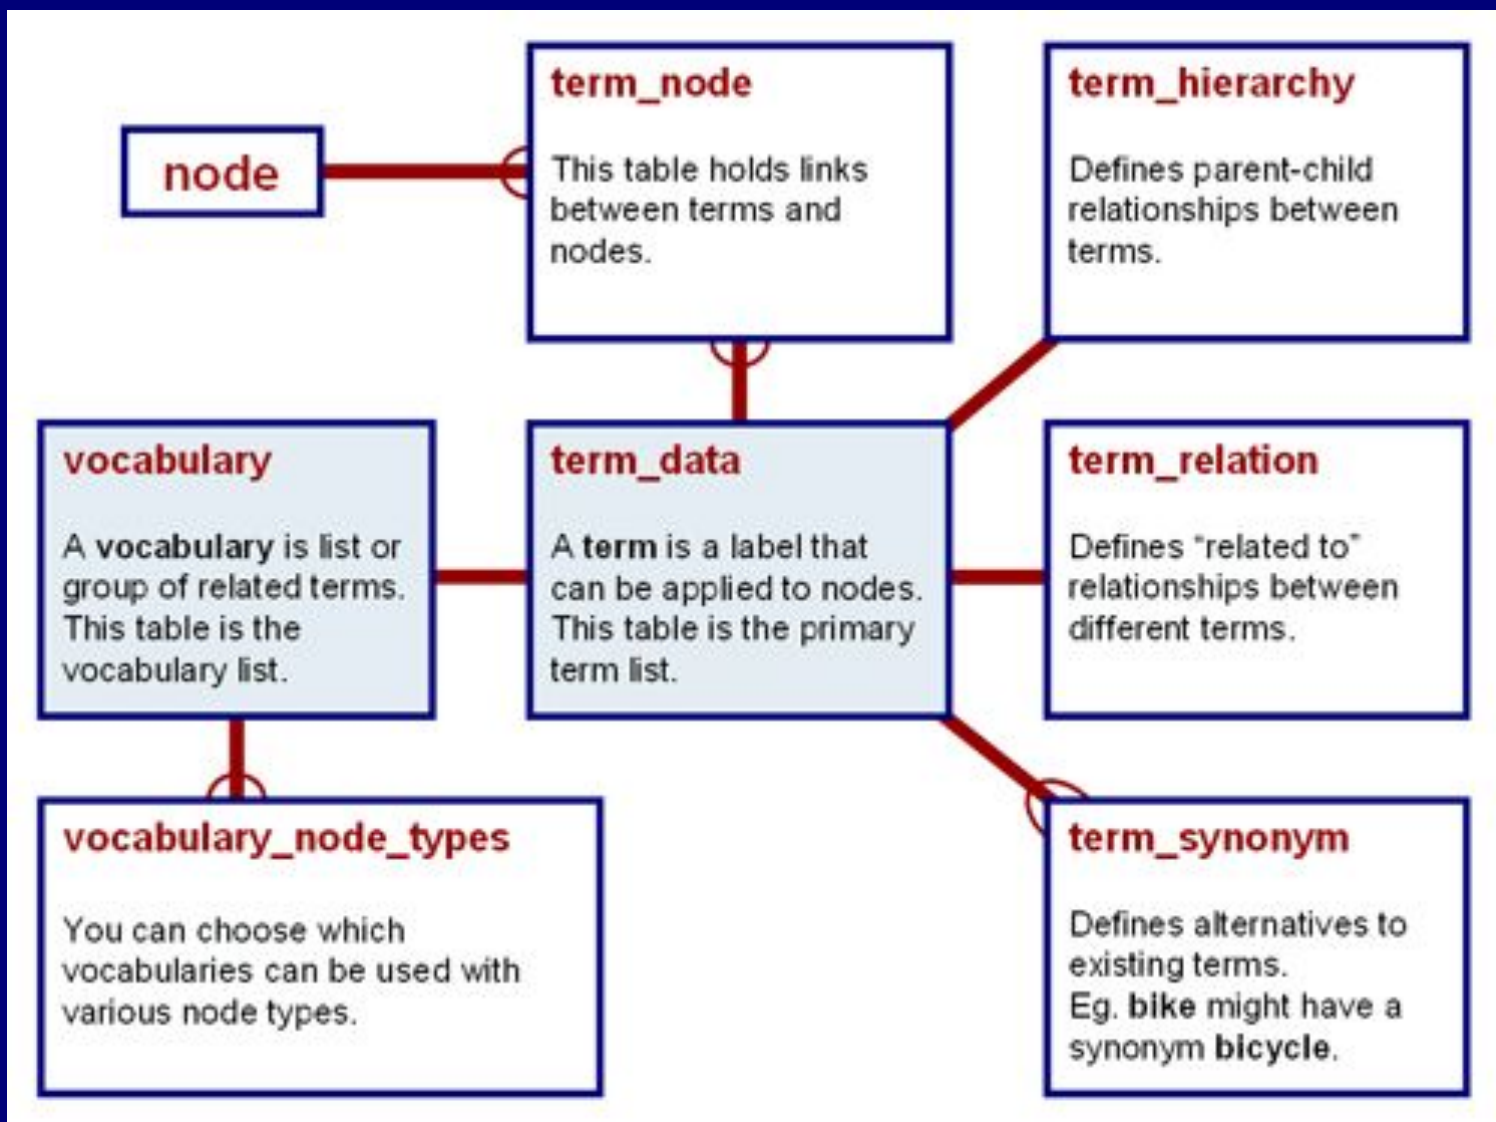 node
term_node
This table holds links
between terms and
nodes.
term_hierarchy
Defines parent-child
relationships between
terms.
vocabulary
A vocabulary is list or
group of related terms.
This table is the
vocabulary list.
term_data
A term is a label that
can be applied to nodes.
This table is the primary
term list.
term_relation
Defines “related to”
relationships between
different terms.
vocabulary_node_types
You can choose which
vocabularies can be used with
various node types.
term_synonym
Defines alternatives to
existing terms.
Eg. bike might have a
synonym bicycle.